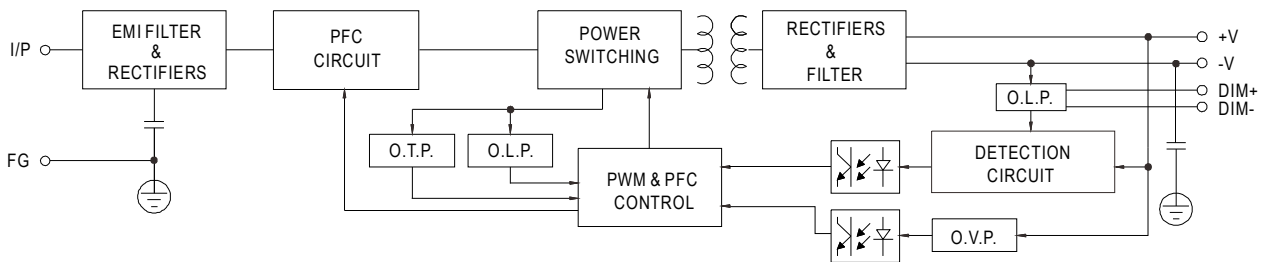 I/P
EMI FILTER
&
RECTIFIERS
PFC
CIRCUIT
POWER
SWITCHING
RECTIFIERS
&
FILTER
+V
-V
DIM+
DIM-
O.L.P.
O.T.P.
O.L.P.
FG
PWM & PFC
CONTROL
DETECTION
CIRCUIT
O.V.P.